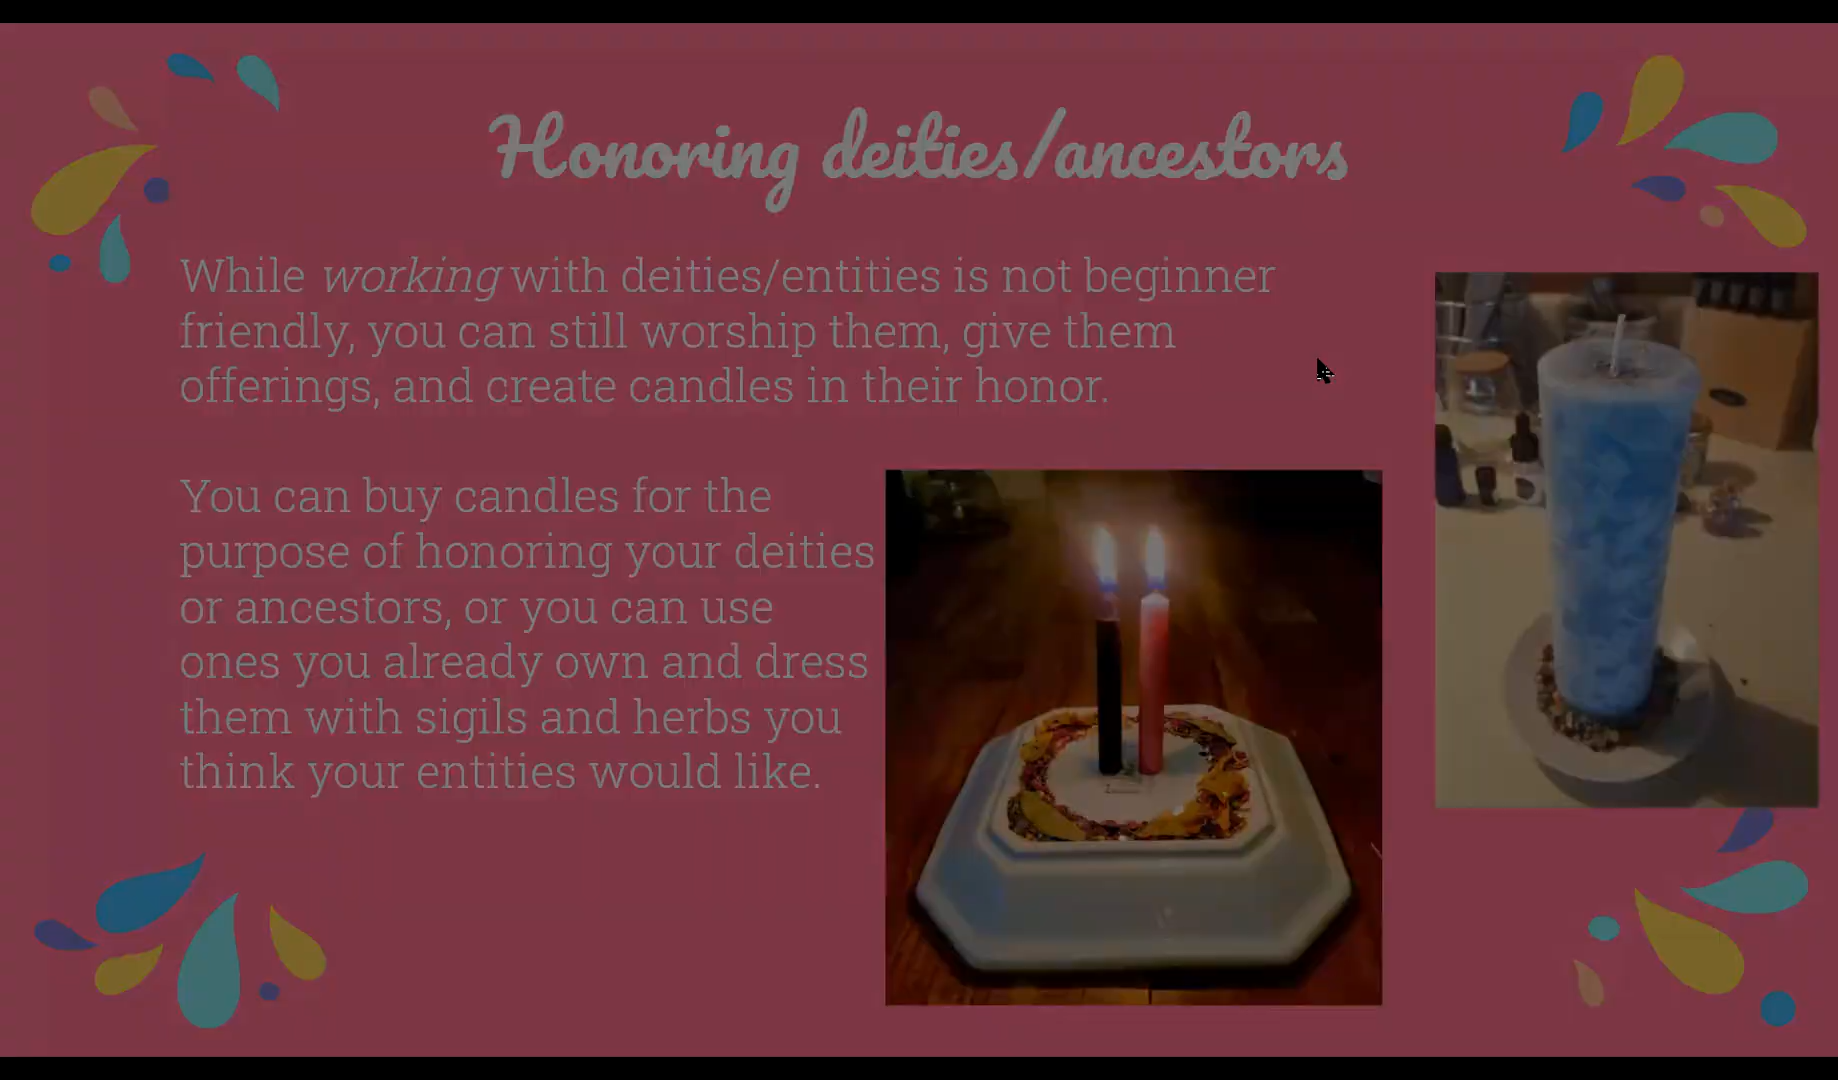 Honoring deities/ancestors
While working with deities/entities is not beginner
friendly, you can still worship them, give them
offerings, and create candles in their honor.
You can buy candles for the
purpose of honoring your deities
or ancestors, or you can use
ones you already own and dress
them with sigils and herbs you
think your entities would like.